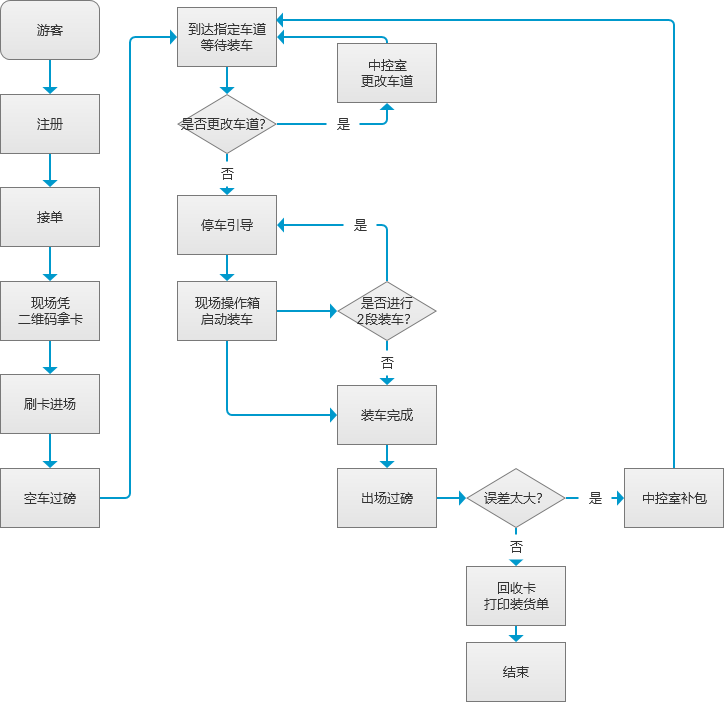 游客
注册
接单
现场凭
二维码拿卡
刷卡进场
空车过磅
到达指定车道
等待装车
中控室
更改车道
是否更改车道?
是
否
停车引导
是
现场操作箱
启动装车
是否进行
2段装车?
否
装车完成
出场过磅
误差太大?
是
中控室补包
否
回收卡
打印装货单
结束